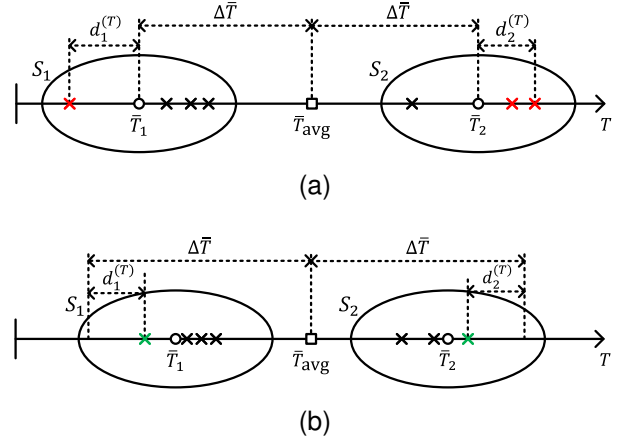 ΔT̄ ΔT̄
d₁⁽ᵀ⁾ d₂⁽ᵀ⁾
S₁ S₂
T̄₁ T̄avg T̄₂ T
(a)
ΔT̄ ΔT̄
d₁⁽ᵀ⁾ d₂⁽ᵀ⁾
S₁ S₂
T̄₁ T̄avg T̄₂ T
(b)